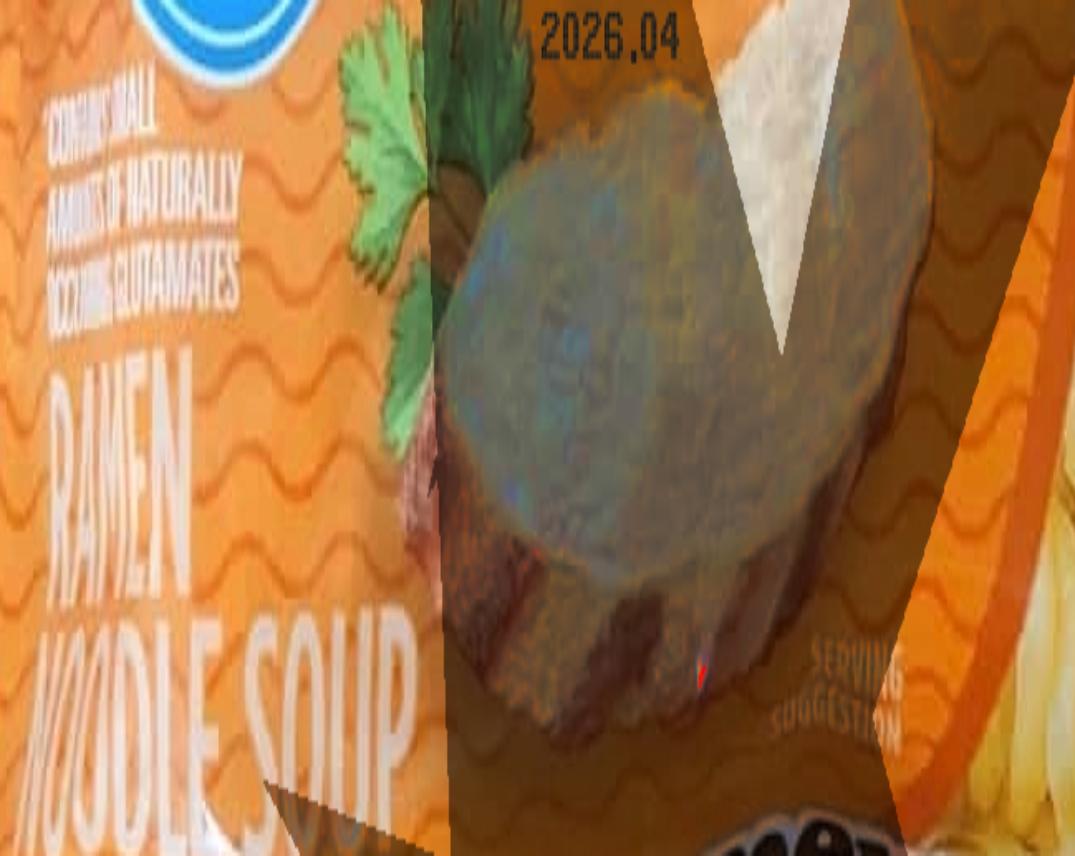 2026.04
CONTAINS SMALL
AMOUNTS OF NATURALLY
OCCURRING GLUTAMATES
RAMEN
NOODLE SOUP
SERVING
SUGGESTION